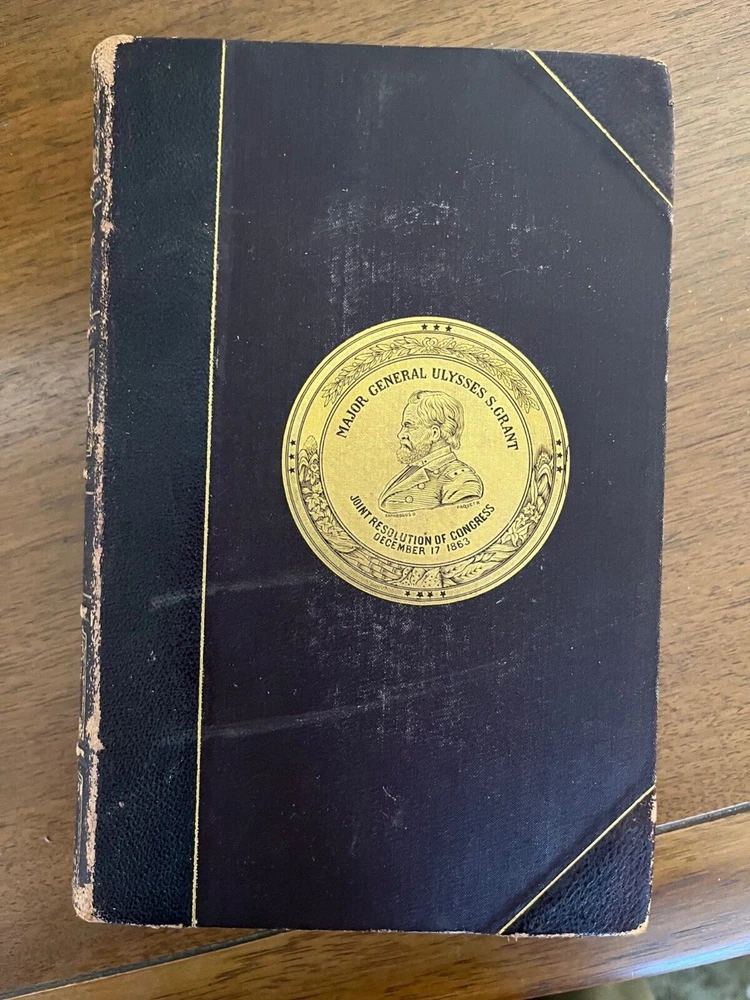 MAJOR GENERAL ULYSSES S. GRANT
JOINT RESOLUTION OF CONGRESS
DECEMBER 17 1863